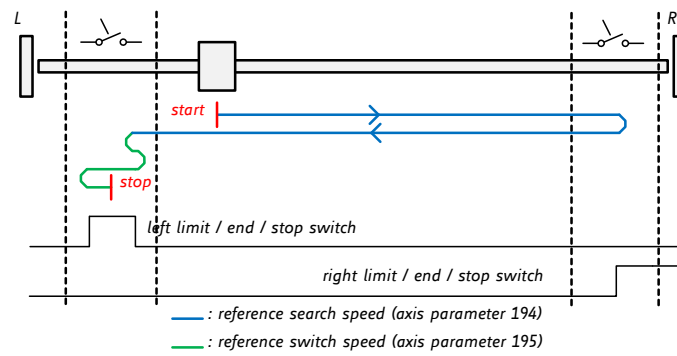 L
R
start
stop
left limit / end / stop switch
right limit / end / stop switch
: reference search speed (axis parameter 194)
: reference switch speed (axis parameter 195)